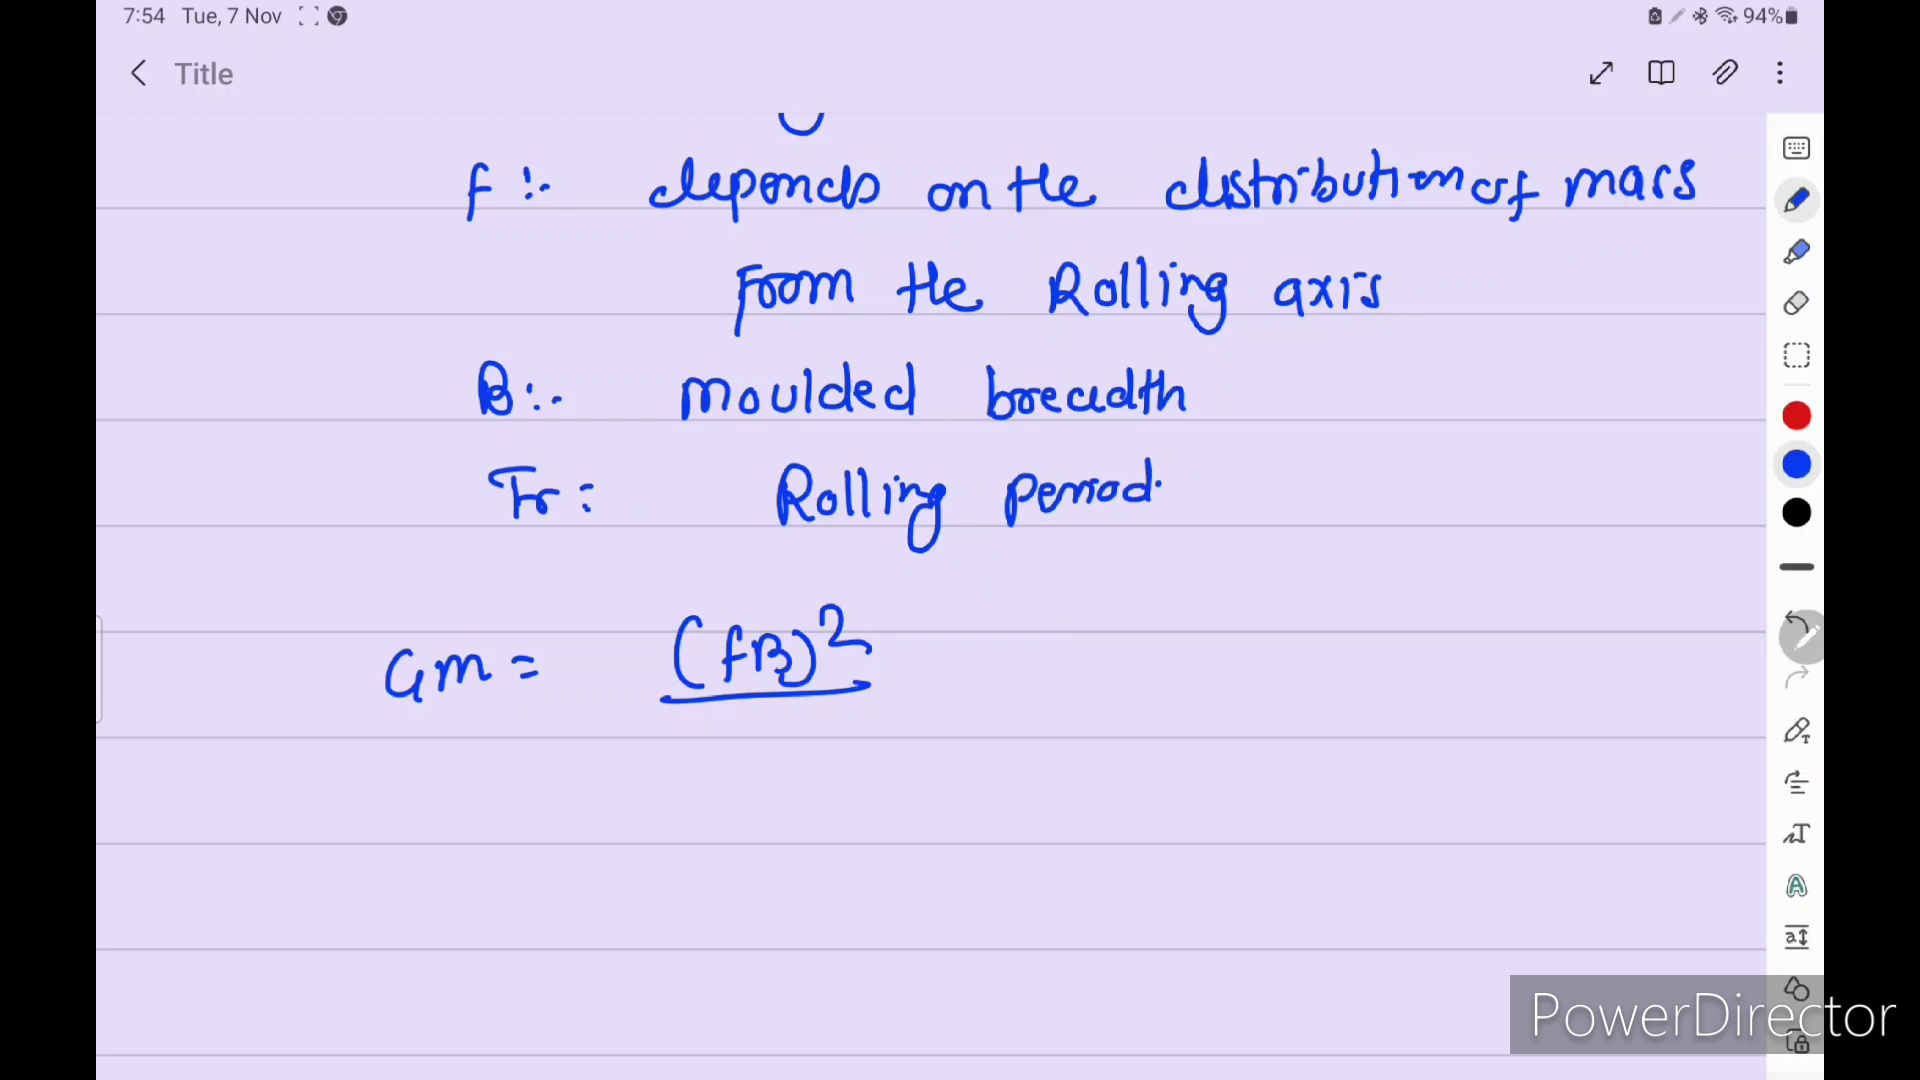 7:54 Tue, 7 Nov 94%
Title
f :- depends on the distribution of mass
from the Rolling axis
B:- moulded breadth
Tr: Rolling period.
GM = (fB)²
PowerDirector